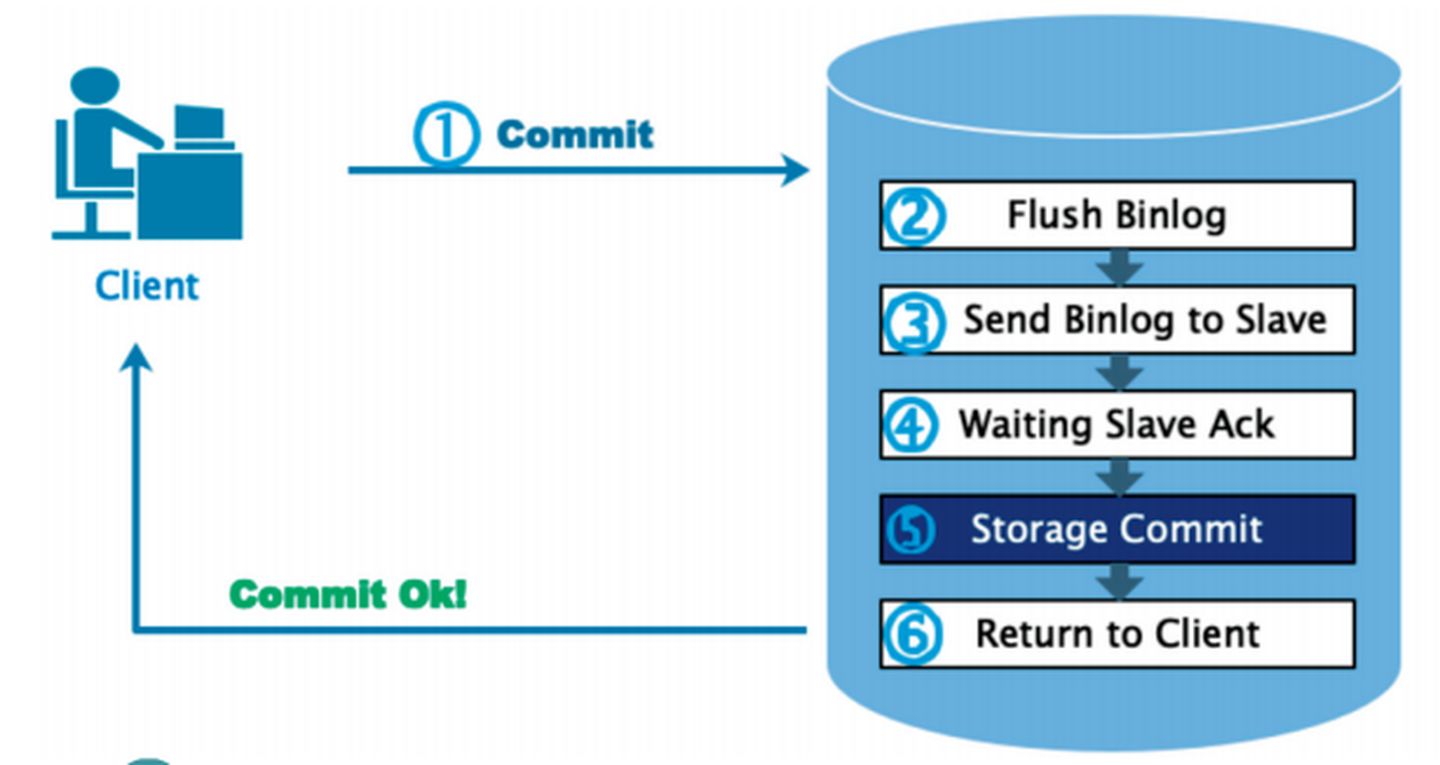 ① Commit
Client
② Flush Binlog
③ Send Binlog to Slave
④ Waiting Slave Ack
⑤ Storage Commit
⑥ Return to Client
Commit Ok!